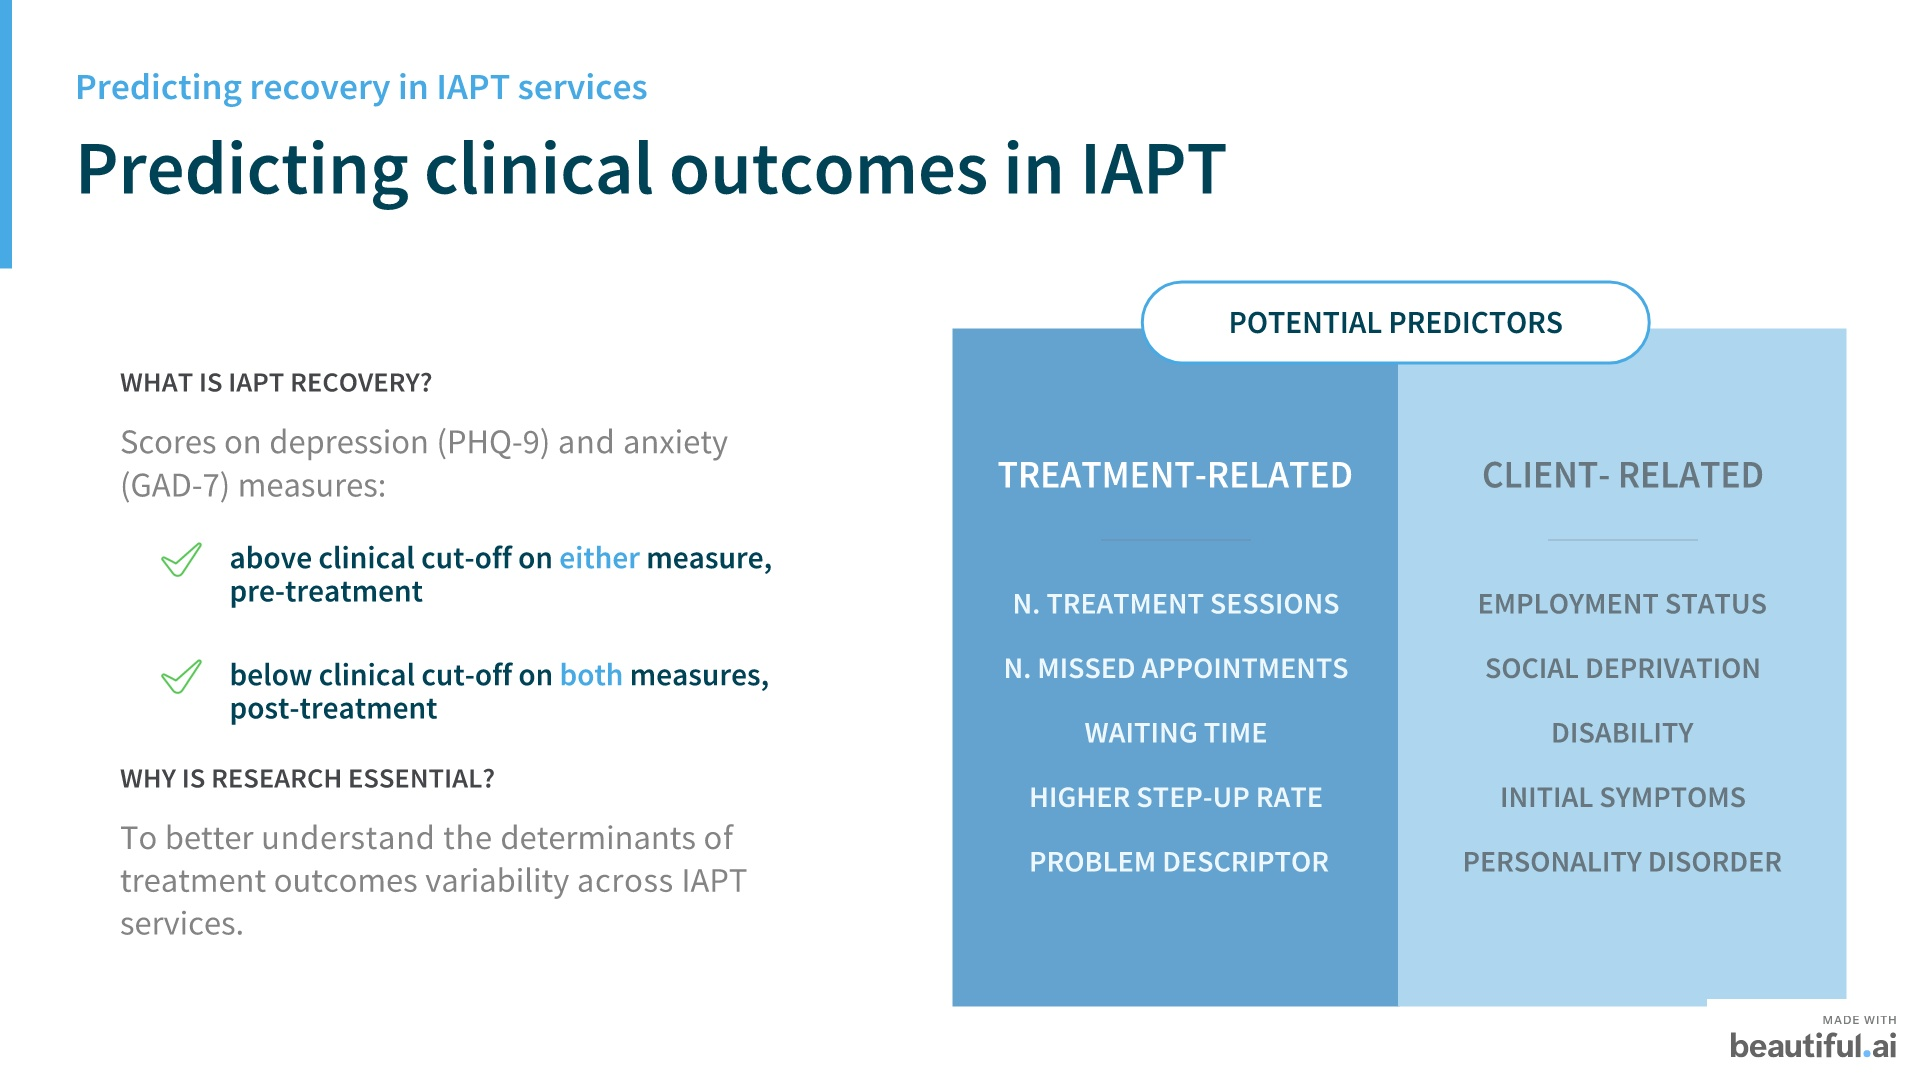 Predicting recovery in IAPT services
Predicting clinical outcomes in IAPT
WHAT IS IAPT RECOVERY?
Scores on depression (PHQ-9) and anxiety
(GAD-7) measures:
above clinical cut-off on either measure,
pre-treatment
below clinical cut-off on both measures,
post-treatment
WHY IS RESEARCH ESSENTIAL?
To better understand the determinants of
treatment outcomes variability across IAPT
services.
POTENTIAL PREDICTORS
TREATMENT-RELATED
N. TREATMENT SESSIONS
N. MISSED APPOINTMENTS
WAITING TIME
HIGHER STEP-UP RATE
PROBLEM DESCRIPTOR
CLIENT- RELATED
EMPLOYMENT STATUS
SOCIAL DEPRIVATION
DISABILITY
INITIAL SYMPTOMS
PERSONALITY DISORDER
MADE WITH
beautiful.ai